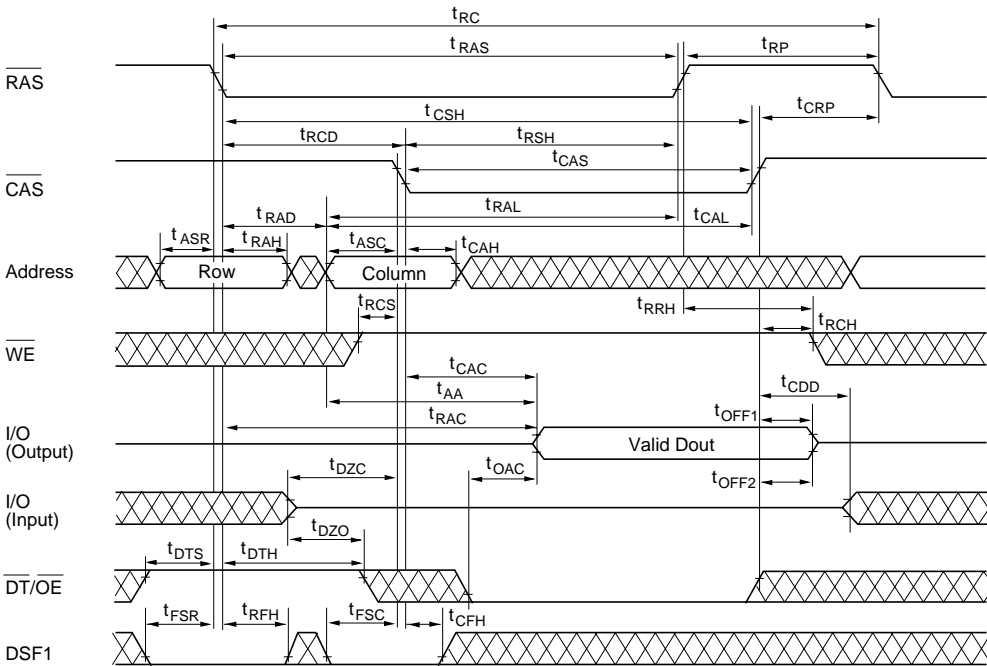 tRC
tRAS tRP
RAS
tCRP
tCSH
tRCD tRSH
tCAS
CAS
tRAL
tRAD tCAL
tASR tRAH tASC tCAH
Address Row Column
tRCS tRRH
tRCH
WE
tCAC
tCDD
tAA
tRAC tOFF1
I/O
(Output) Valid Dout
tDZC tOAC
tOFF2
I/O
(Input)
tDZO
tDTS tDTH
DT/OE
tFSR tRFH tFSC tCFH
DSF1